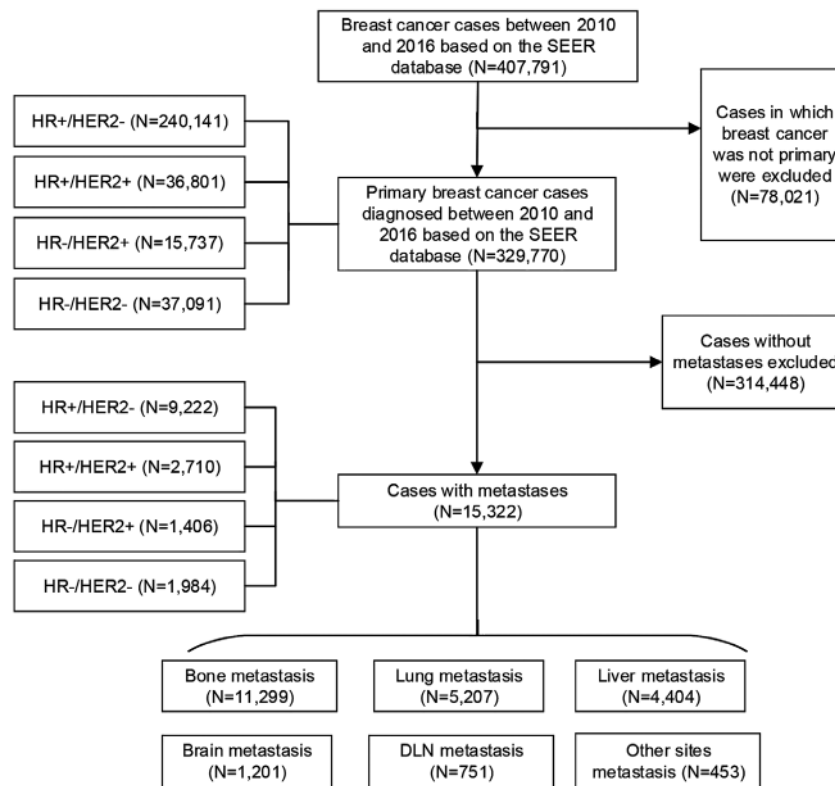 Breast cancer cases between 2010
and 2016 based on the SEER
database (N=407,791)
Cases in which
breast cancer
was not primary
were excluded
(N=78,021)
HR+/HER2- (N=240,141)
HR+/HER2+ (N=36,801)
HR-/HER2+ (N=15,737)
HR-/HER2- (N=37,091)
Primary breast cancer cases
diagnosed between 2010 and
2016 based on the SEER
database (N=329,770)
Cases without
metastases excluded
(N=314,448)
HR+/HER2- (N=9,222)
HR+/HER2+ (N=2,710)
HR-/HER2+ (N=1,406)
HR-/HER2- (N=1,984)
Cases with metastases
(N=15,322)
Bone metastasis
(N=11,299)
Lung metastasis
(N=5,207)
Liver metastasis
(N=4,404)
Brain metastasis
(N=1,201)
DLN metastasis
(N=751)
Other sites
metastasis (N=453)